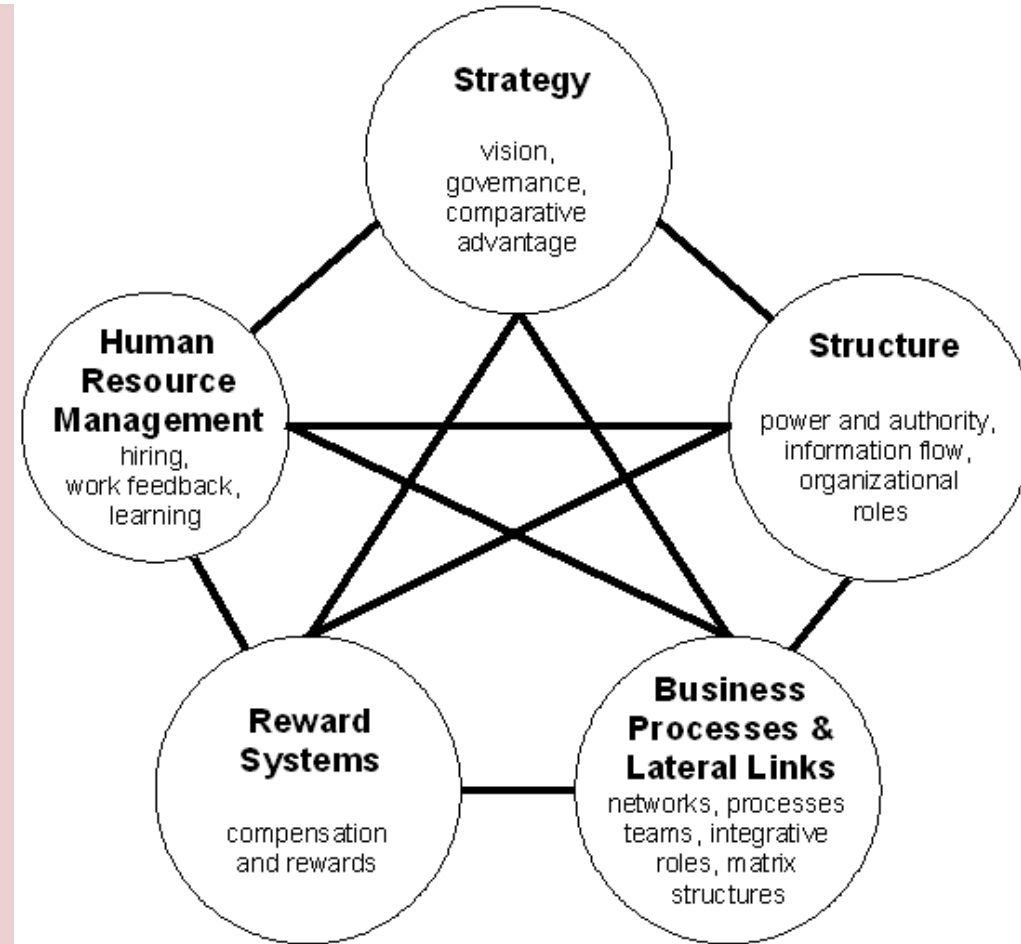 Strategy
vision,
governance,
comparative
advantage
Human
Resource
Management
hiring,
work feedback,
learning
Structure
power and authority,
information flow,
organizational
roles
Reward
Systems
compensation
and rewards
Business
Processes &
Lateral Links
networks, processes
teams, integrative
roles, matrix
structures